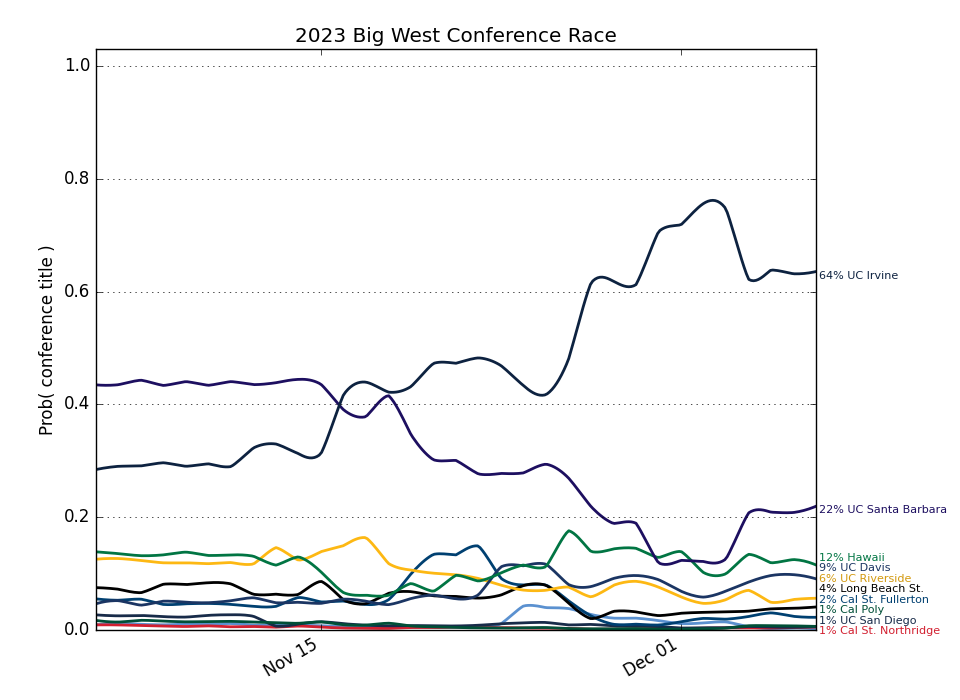 2023 Big West Conference Race
Prob( conference title )
1.0
0.8
0.6
0.4
0.2
0.0
Nov 15
Dec 01
64% UC Irvine
22% UC Santa Barbara
12% Hawaii
9% UC Davis
6% UC Riverside
4% Long Beach St.
2% Cal St. Fullerton
1% Cal Poly
1% UC San Diego
1% Cal St. Northridge